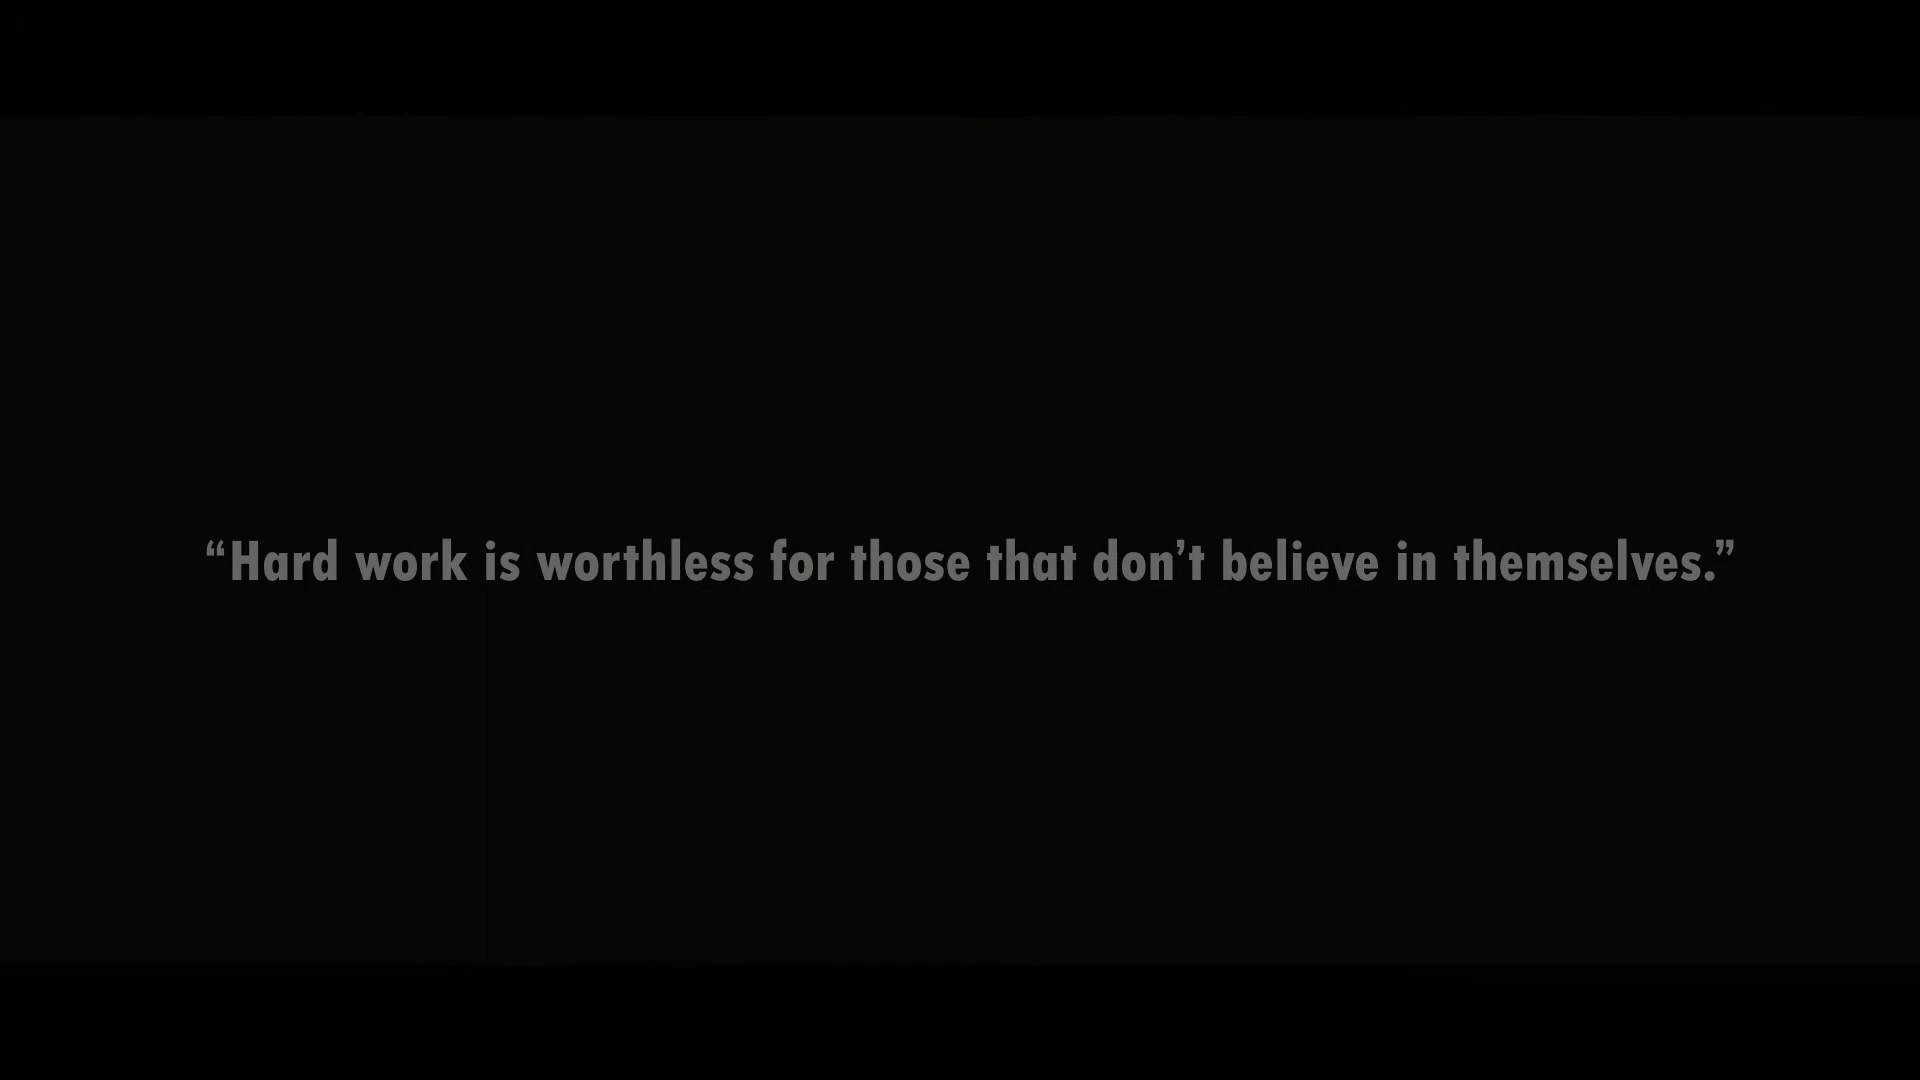 “Hard work is worthless for those that don’t believe in themselves.”